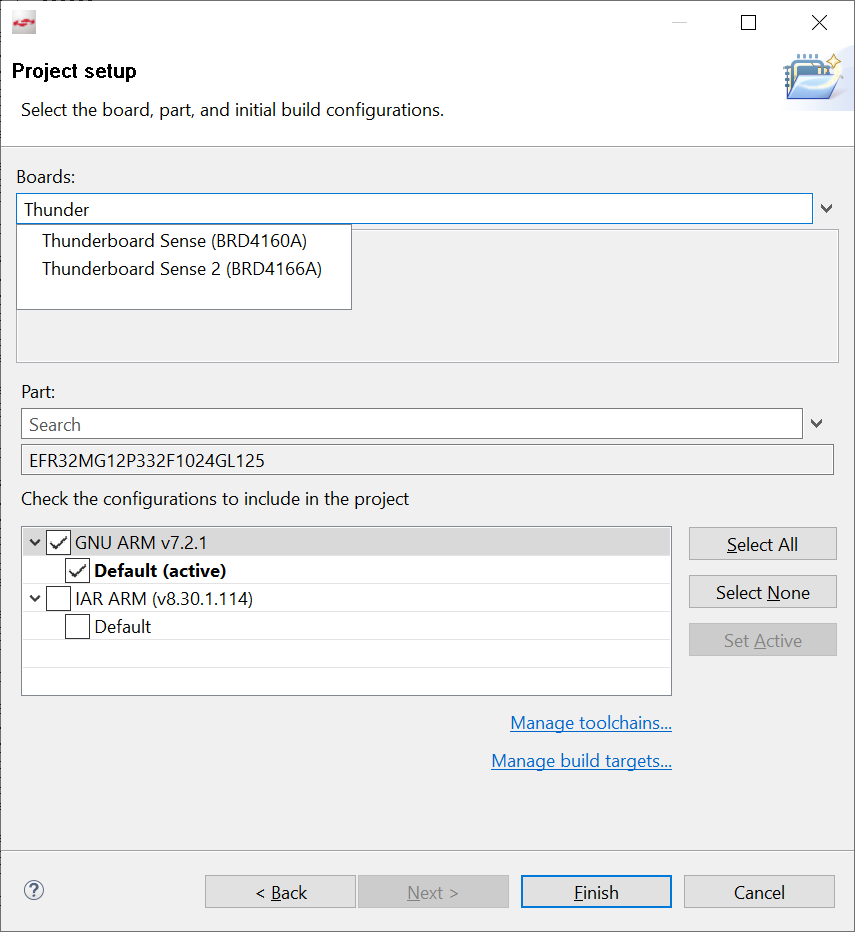 Project setup
Select the board, part, and initial build configurations.
Boards:
Thunder
Thunderboard Sense (BRD4160A)
Thunderboard Sense 2 (BRD4166A)
Part:
Search
EFR32MG12P332F1024GL125
Check the configurations to include in the project
GNU ARM v7.2.1
Default (active)
IAR ARM (v8.30.1.114)
Default
Select All
Select None
Set Active
Manage toolchains...
Manage build targets...
?
< Back
Next >
Finish
Cancel